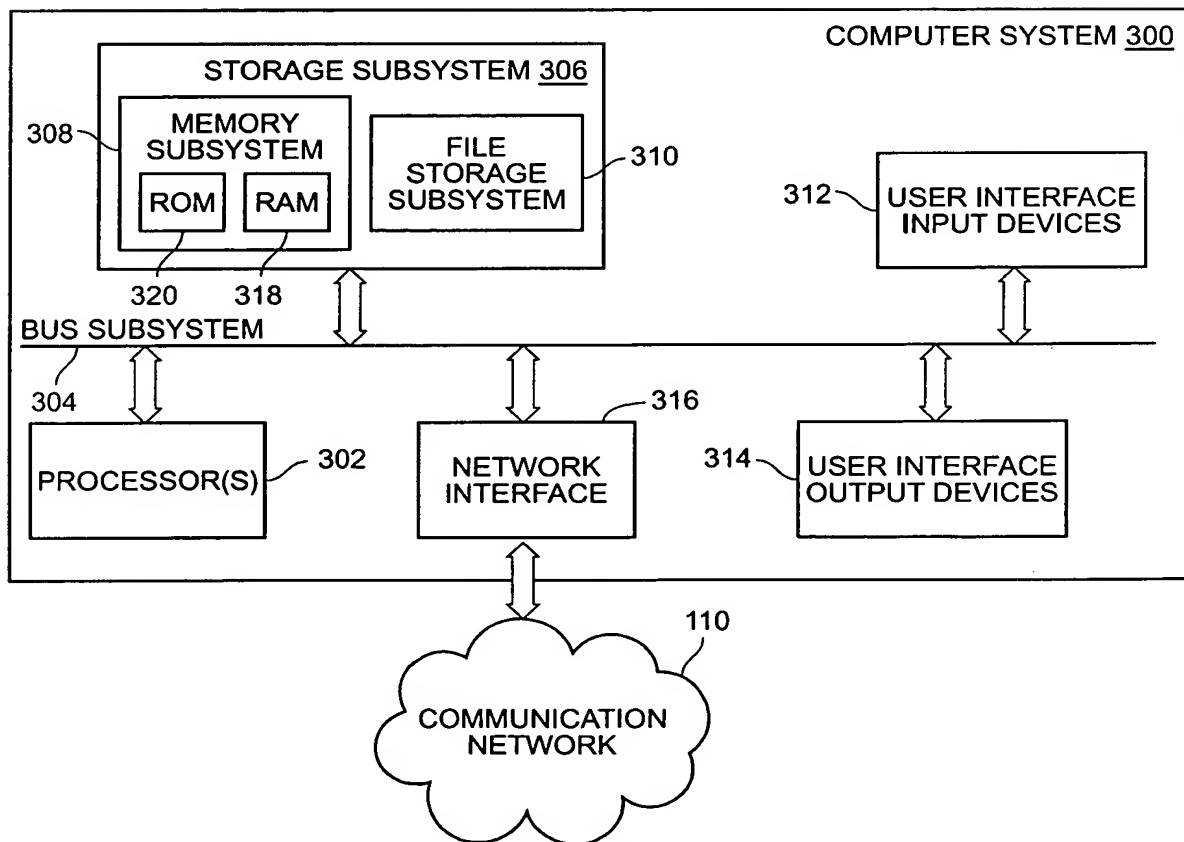 COMPUTER SYSTEM 300
STORAGE SUBSYSTEM 306
308
MEMORY
SUBSYSTEM
ROM
RAM
FILE
STORAGE
SUBSYSTEM
310
320
318
312
USER INTERFACE
INPUT DEVICES
BUS SUBSYSTEM
304
PROCESSOR(S)
302
316
NETWORK
INTERFACE
314
USER INTERFACE
OUTPUT DEVICES
110
COMMUNICATION
NETWORK